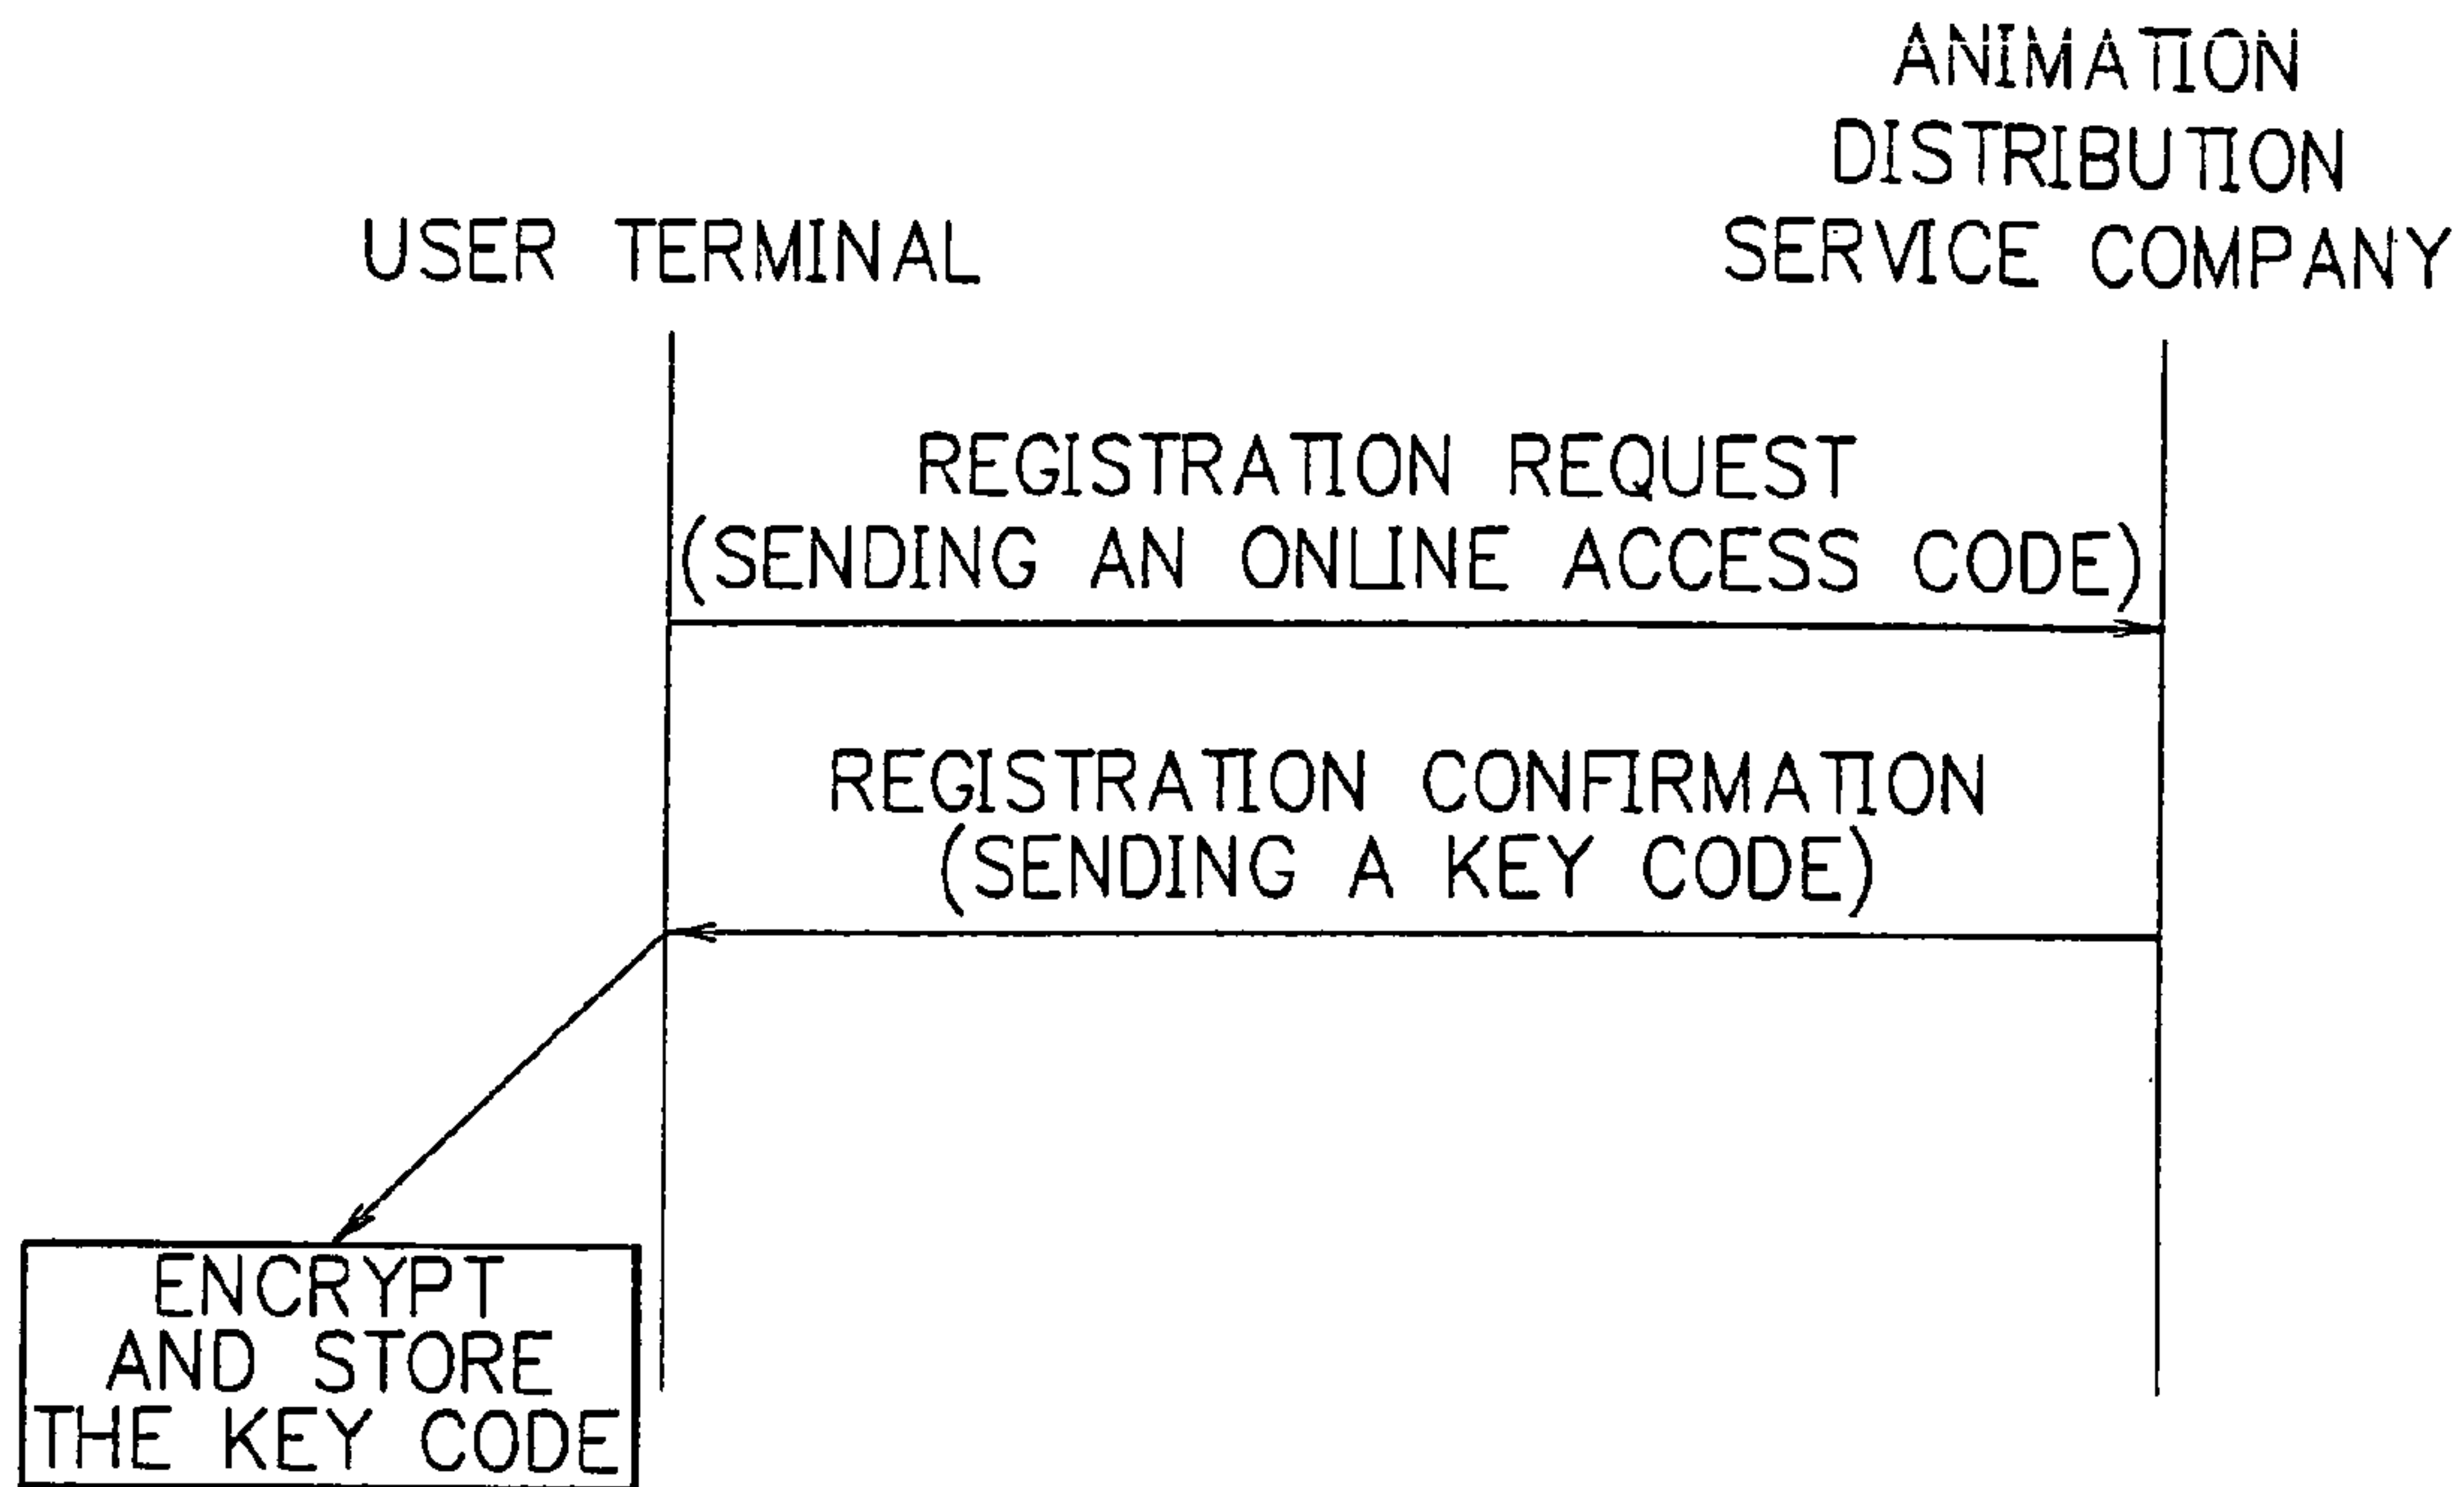 ANIMATION
DISTRIBUTION
SERVICE COMPANY
USER TERMINAL
REGISTRATION REQUEST
(SENDING AN ONLINE ACCESS CODE)
REGISTRATION CONFIRMATION
(SENDING A KEY CODE)
ENCRYPT
AND STORE
THE KEY CODE